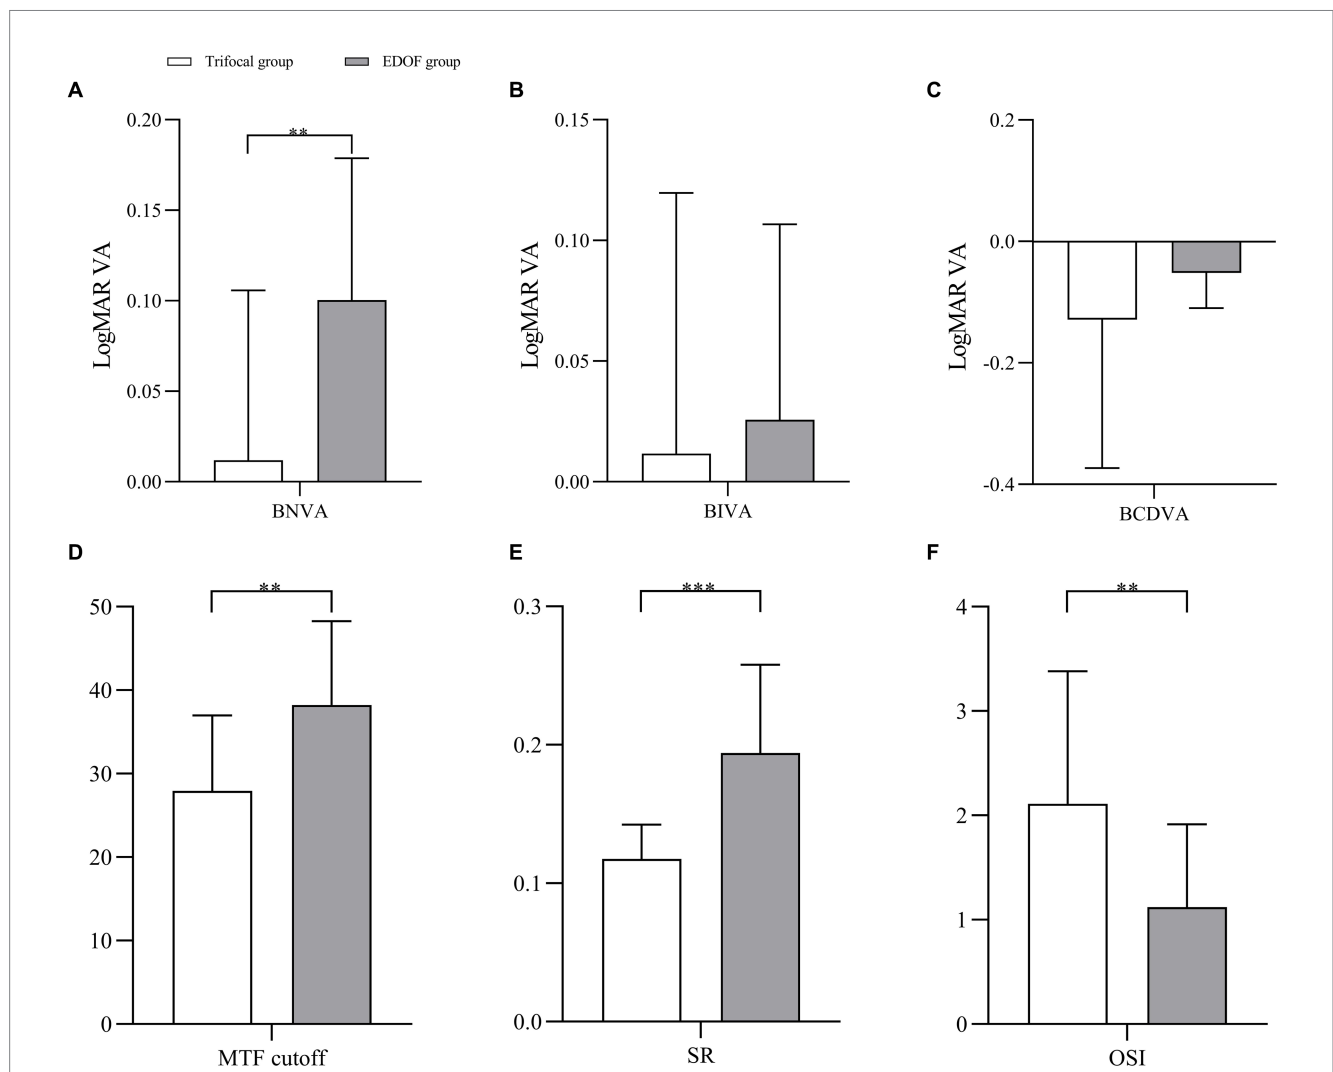 Trifocal group EDOF group
A
LogMAR VA
0.20
0.15
0.10
0.05
0.00
**
BNVA
B
LogMAR VA
0.15
0.10
0.05
0.00
BIVA
C
LogMAR VA
0.2
0.0
-0.2
-0.4
BCDVA
D
50
40
30
20
10
0
**
MTF cutoff
E
0.3
0.2
0.1
0.0
***
SR
F
4
3
2
1
0
**
OSI